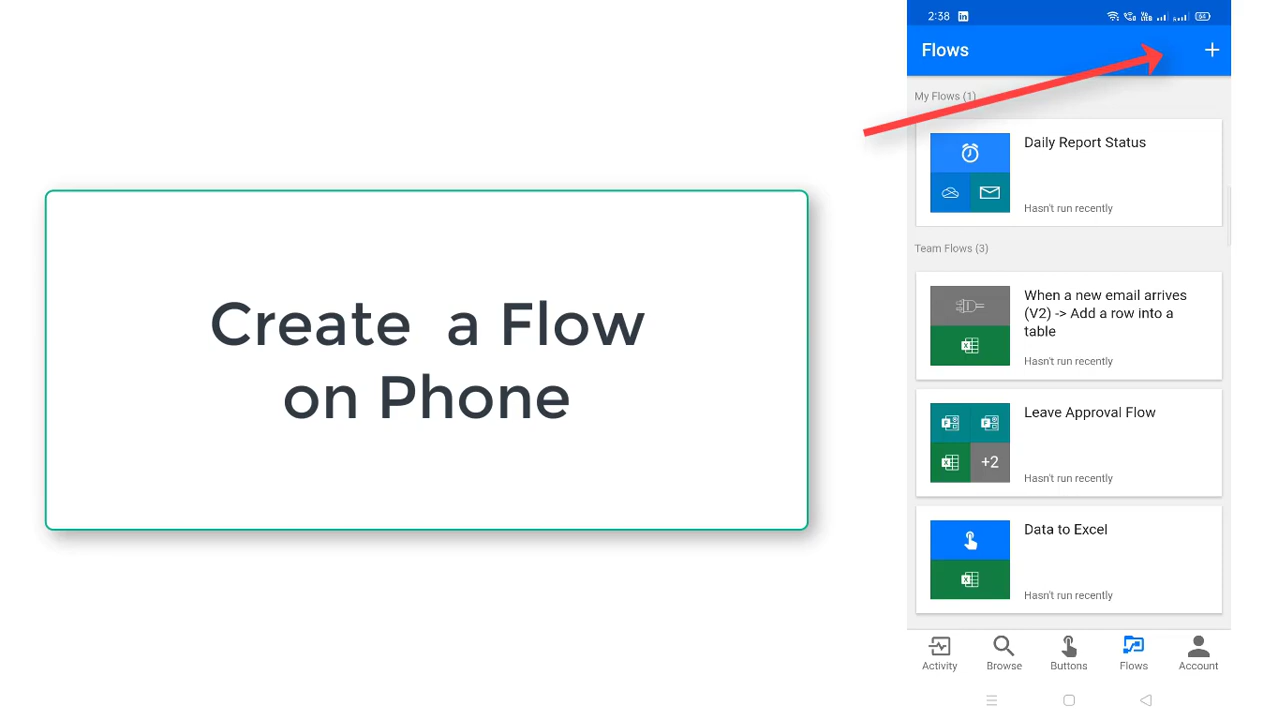 Create a Flow
on Phone
2:38
64
Flows
My Flows (1)
Daily Report Status
Hasn't run recently
Team Flows (3)
When a new email arrives
(V2) -> Add a row into a
table
Hasn't run recently
Leave Approval Flow
+2
Hasn't run recently
Data to Excel
Hasn't run recently
Activity
Browse
Buttons
Flows
Account